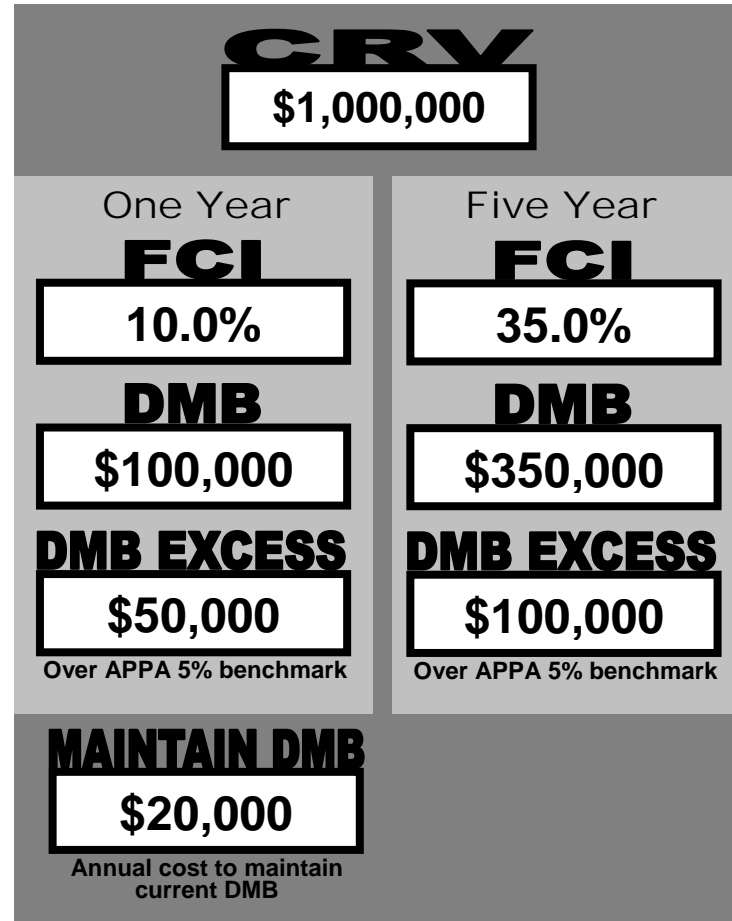 CRV
$1,000,000
One Year
FCI
10.0%
DMB
$100,000
DMB EXCESS
$50,000
Over APPA 5% benchmark
Five Year
FCI
35.0%
DMB
$350,000
DMB EXCESS
$100,000
Over APPA 5% benchmark
MAINTAIN DMB
$20,000
Annual cost to maintain
current DMB